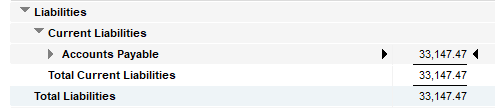 Liabilities
Current Liabilities
Accounts Payable 33,147.47
Total Current Liabilities 33,147.47
Total Liabilities 33,147.47